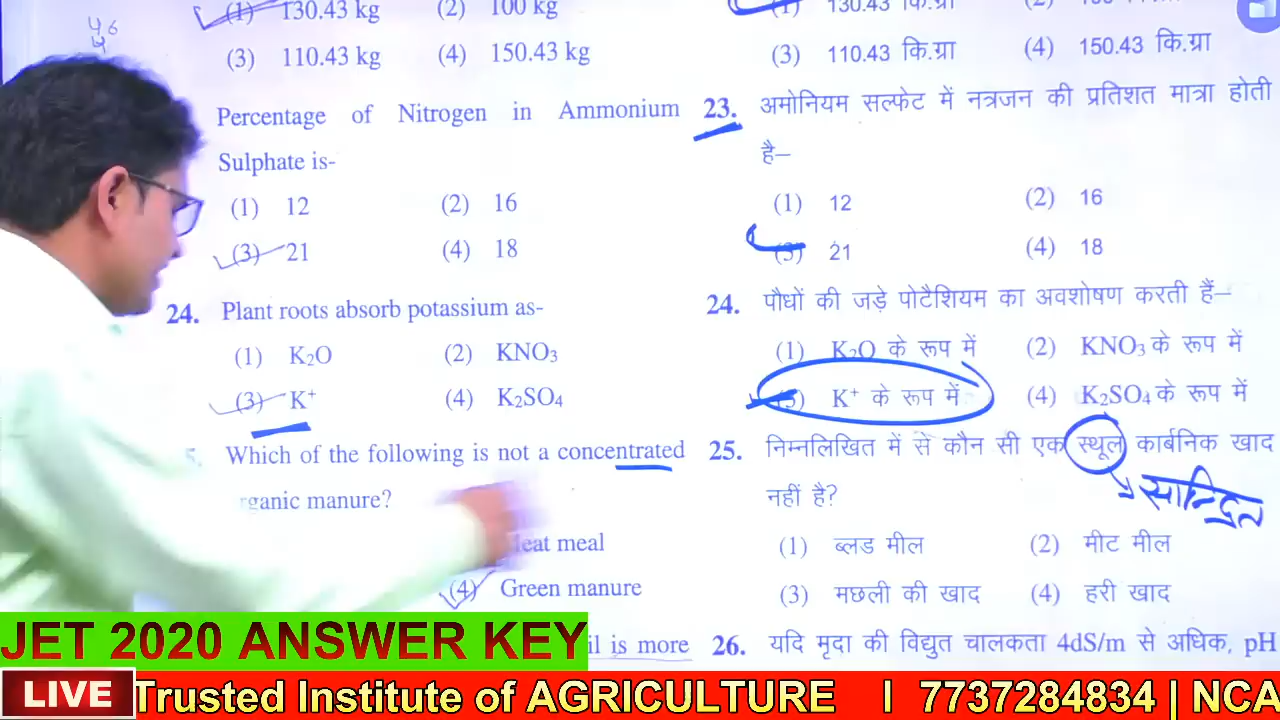 46
(1) 130.43 kg (2) 100 kg
(3) 110.43 kg (4) 150.43 kg
Percentage of Nitrogen in Ammonium
Sulphate is-
(1) 12 (2) 16
(3) 21 (4) 18
24. Plant roots absorb potassium as-
(1) K₂O (2) KNO₃
(3) K⁺ (4) K₂SO₄
Which of the following is not a concentrated
rganic manure?
eat meal
(4) Green manure
il is more
(1) 130.43 कि.ग्रा (2)
(3) 110.43 कि.ग्रा (4) 150.43 कि.ग्रा
23. अमोनियम सल्फेट में नत्रजन की प्रतिशत मात्रा होती
है–
(1) 12 (2) 16
(3) 21 (4) 18
24. पौधों की जड़े पोटैशियम का अवशोषण करती हैं–
(1) K₂O के रूप में (2) KNO₃ के रूप में
(3) K⁺ के रूप में (4) K₂SO₄ के रूप में
25. निम्नलिखित में से कौन सी एक स्थूल कार्बनिक खाद
सान्द्रित
नहीं है?
(1) ब्लड मील (2) मीट मील
(3) मछली की खाद (4) हरी खाद
26. यदि मृदा की विद्युत चालकता 4dS/m से अधिक, pH
JET 2020 ANSWER KEY
LIVE Trusted Institute of AGRICULTURE I 7737284834 | NCA